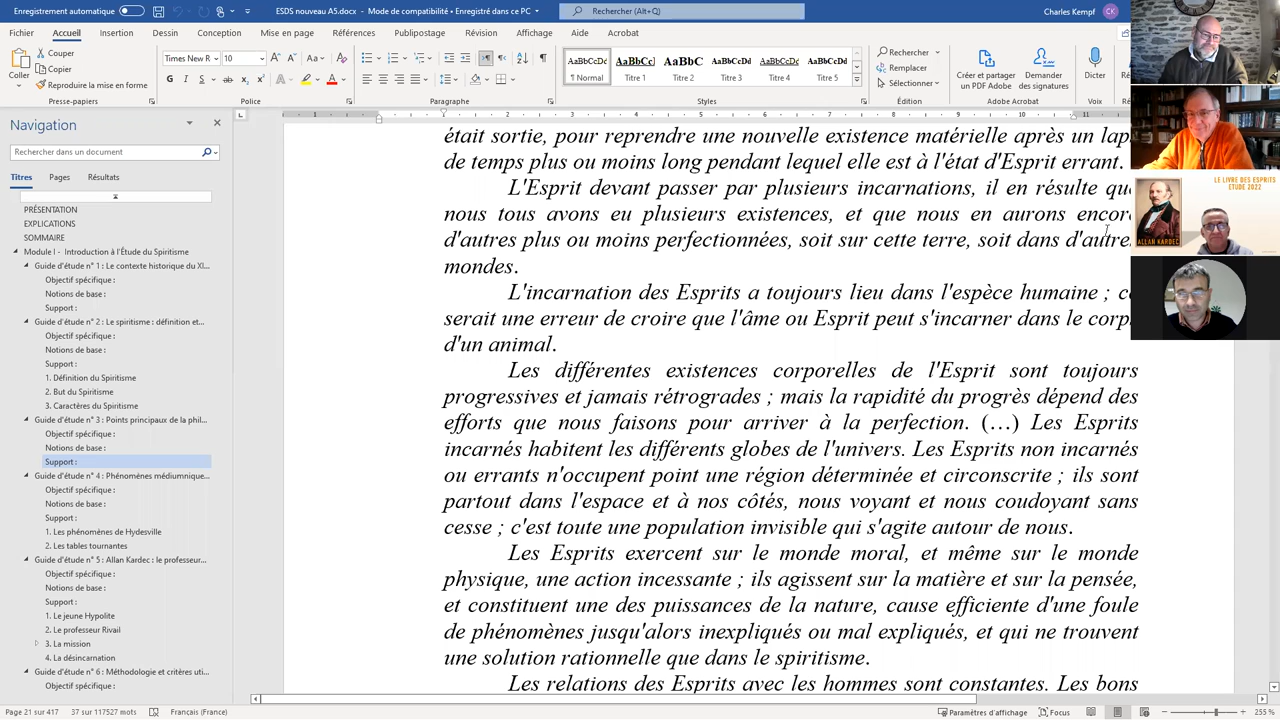 Enregistrement automatique
ESDS nouveau A5.docx - Mode de compatibilité • Enregistré dans ce PC
Rechercher (Alt+Q)
Charles Kempf
CK
Fichier
Accueil
Insertion
Dessin
Conception
Mise en page
Références
Publipostage
Révision
Affichage
Aide
Acrobat
Coller
Couper
Copier
Reproduire la mise en forme
Presse-papiers
Times New R
10
Police
Paragraphe
AaBbCcDc
¶ Normal
AaBbCc
Titre 1
AaBbC
Titre 2
AaBbCcDd
Titre 3
AaBbCcDd
Titre 4
AaBbCcDd
Titre 5
Styles
Rechercher
Remplacer
Sélectionner
Édition
Créer et partager
un PDF Adobe
Demander
des signatures
Adobe Acrobat
Dicter
Voix
Navigation
Rechercher dans un document
Titres
Pages
Résultats
PRÉSENTATION
EXPLICATIONS
SOMMAIRE
Module I - Introduction à l'Étude du Spiritisme
Guide d'étude n° 1 : Le contexte historique du XI...
Objectif spécifique :
Notions de base :
Support :
Guide d'étude n° 2 : Le spiritisme : définition et...
Objectif spécifique :
Notions de base :
Support :
1. Définition du Spiritisme
2. But du Spiritisme
3. Caractères du Spiritisme
Guide d'étude n° 3 : Points principaux de la phil...
Objectif spécifique :
Notions de base :
Support :
Guide d'étude n° 4 : Phénomènes médiumnique...
Objectif spécifique :
Notions de base :
Support :
1. Les phénomènes de Hydesville
2. Les tables tournantes
Guide d'étude n° 5 : Allan Kardec : le professeur...
Objectif spécifique :
Notions de base :
Support :
1. Le jeune Hypolite
2. Le professeur Rivail
3. La mission
4. La désincarnation
Guide d'étude n° 6 : Méthodologie et critères uti...
Objectif spécifique :
était sortie, pour reprendre une nouvelle existence matérielle après un laps
de temps plus ou moins long pendant lequel elle est à l'état d'Esprit errant.
L'Esprit devant passer par plusieurs incarnations, il en résulte que
nous tous avons eu plusieurs existences, et que nous en aurons encore
d'autres plus ou moins perfectionnées, soit sur cette terre, soit dans d'autres
mondes.
L'incarnation des Esprits a toujours lieu dans l'espèce humaine ; ce
serait une erreur de croire que l'âme ou Esprit peut s'incarner dans le corps
d'un animal.
Les différentes existences corporelles de l'Esprit sont toujours
progressives et jamais rétrogrades ; mais la rapidité du progrès dépend des
efforts que nous faisons pour arriver à la perfection. (…) Les Esprits
incarnés habitent les différents globes de l'univers. Les Esprits non incarnés
ou errants n'occupent point une région déterminée et circonscrite ; ils sont
partout dans l'espace et à nos côtés, nous voyant et nous coudoyant sans
cesse ; c'est toute une population invisible qui s'agite autour de nous.
Les Esprits exercent sur le monde moral, et même sur le monde
physique, une action incessante ; ils agissent sur la matière et sur la pensée,
et constituent une des puissances de la nature, cause efficiente d'une foule
de phénomènes jusqu'alors inexpliqués ou mal expliqués, et qui ne trouvent
une solution rationnelle que dans le spiritisme.
Les relations des Esprits avec les hommes sont constantes. Les bons
LE LIVRE DES ESPRITS
ETUDE 2022
ALLAN KARDEC
Page 21 sur 417
37 sur 117527 mots
Français (France)
Paramètres d'affichage
Focus
255 %